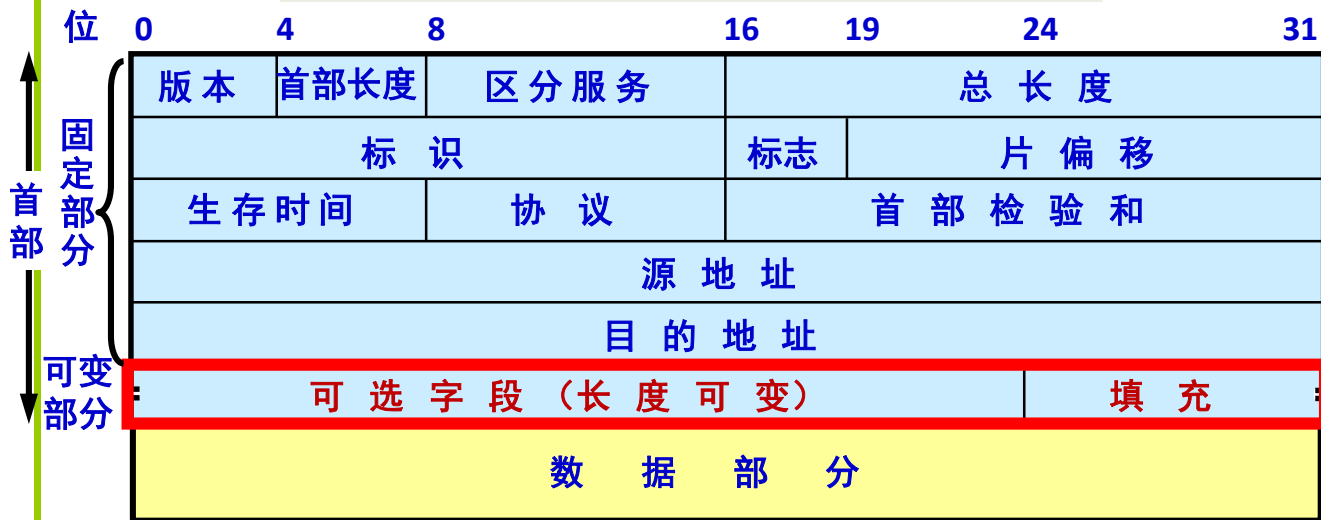 位 0 4 8 16 19 24 31
版本 首部长度 区分服务 总长度
标识 标志 片偏移
生存时间 协议 首部检验和
源地址
目的地址
可选字段（长度可变） 填充
数据部分
首部
固定部分
可变部分